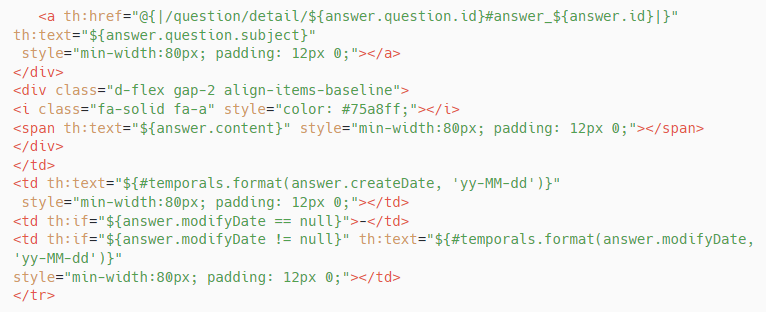 <a th:href="@{|/question/detail/${answer.question.id}#answer_${answer.id}|}"
th:text="${answer.question.subject}"
style="min-width:80px; padding: 12px 0;"></a>
</div>
<div class="d-flex gap-2 align-items-baseline">
<i class="fa-solid fa-a" style="color: #75a8ff;"></i>
<span th:text="${answer.content}" style="min-width:80px; padding: 12px 0;"></span>
</div>
</td>
<td th:text="${#temporals.format(answer.createDate, 'yy-MM-dd')}"
style="min-width:80px; padding: 12px 0;"></td>
<td th:if="${answer.modifyDate == null}">-</td>
<td th:if="${answer.modifyDate != null}" th:text="${#temporals.format(answer.modifyDate,
'yy-MM-dd')}"
style="min-width:80px; padding: 12px 0;"></td>
</tr>